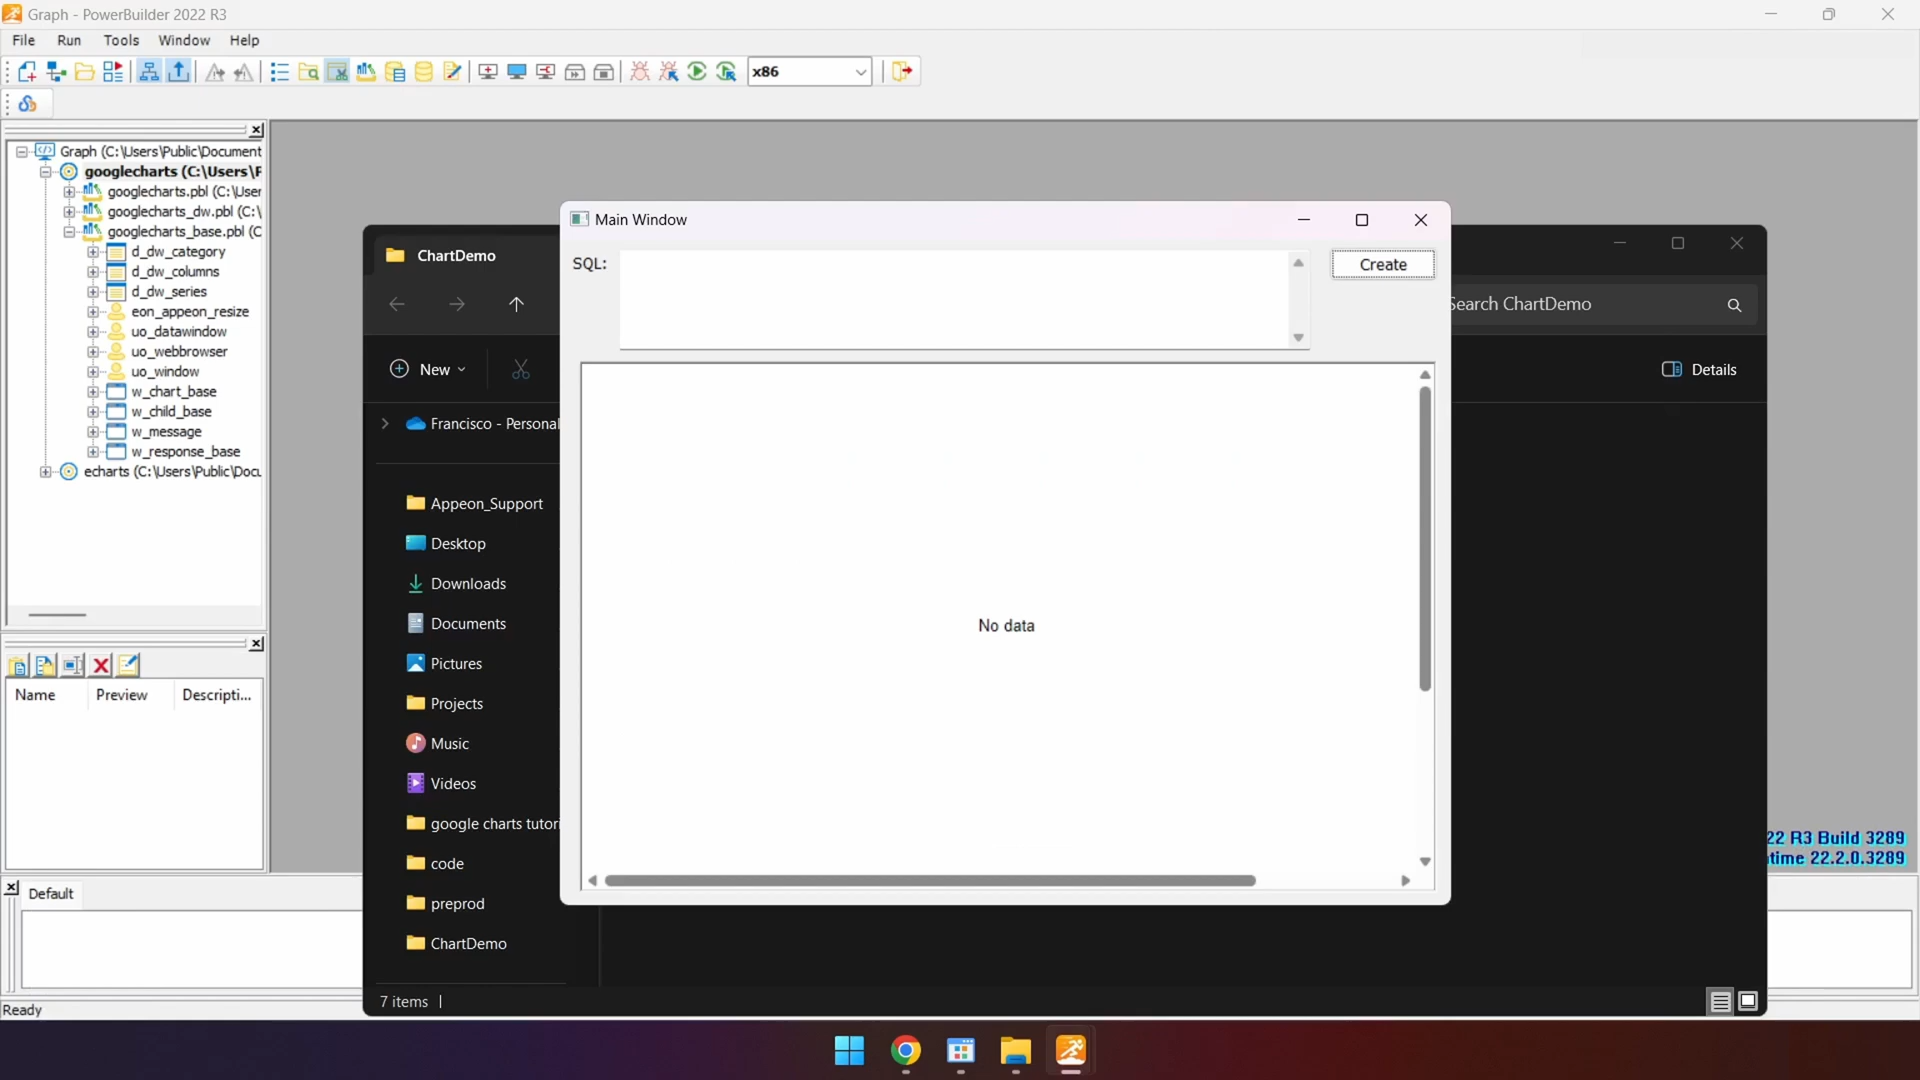 Graph - PowerBuilder 2022 R3
File Run Tools Window Help
x86
Graph (C:\Users\Public\Document
googlecharts (C:\Users\P
googlecharts.pbl (C:\User
googlecharts_dw.pbl (C:\
googlecharts_base.pbl (C
d_dw_category
d_dw_columns
d_dw_series
eon_appeon_resize
uo_datawindow
uo_webbrowser
uo_window
w_chart_base
w_child_base
w_message
w_response_base
echarts (C:\Users\Public\Docu
Name Preview Descripti...
Default
Ready
ChartDemo
New
Search ChartDemo
Details
Francisco - Personal
Appeon_Support
Desktop
Downloads
Documents
Pictures
Projects
Music
Videos
google charts tutori
code
preprod
ChartDemo
7 items
Main Window
SQL:
Create
No data
22 R3 Build 3289
time 22.2.0.3289